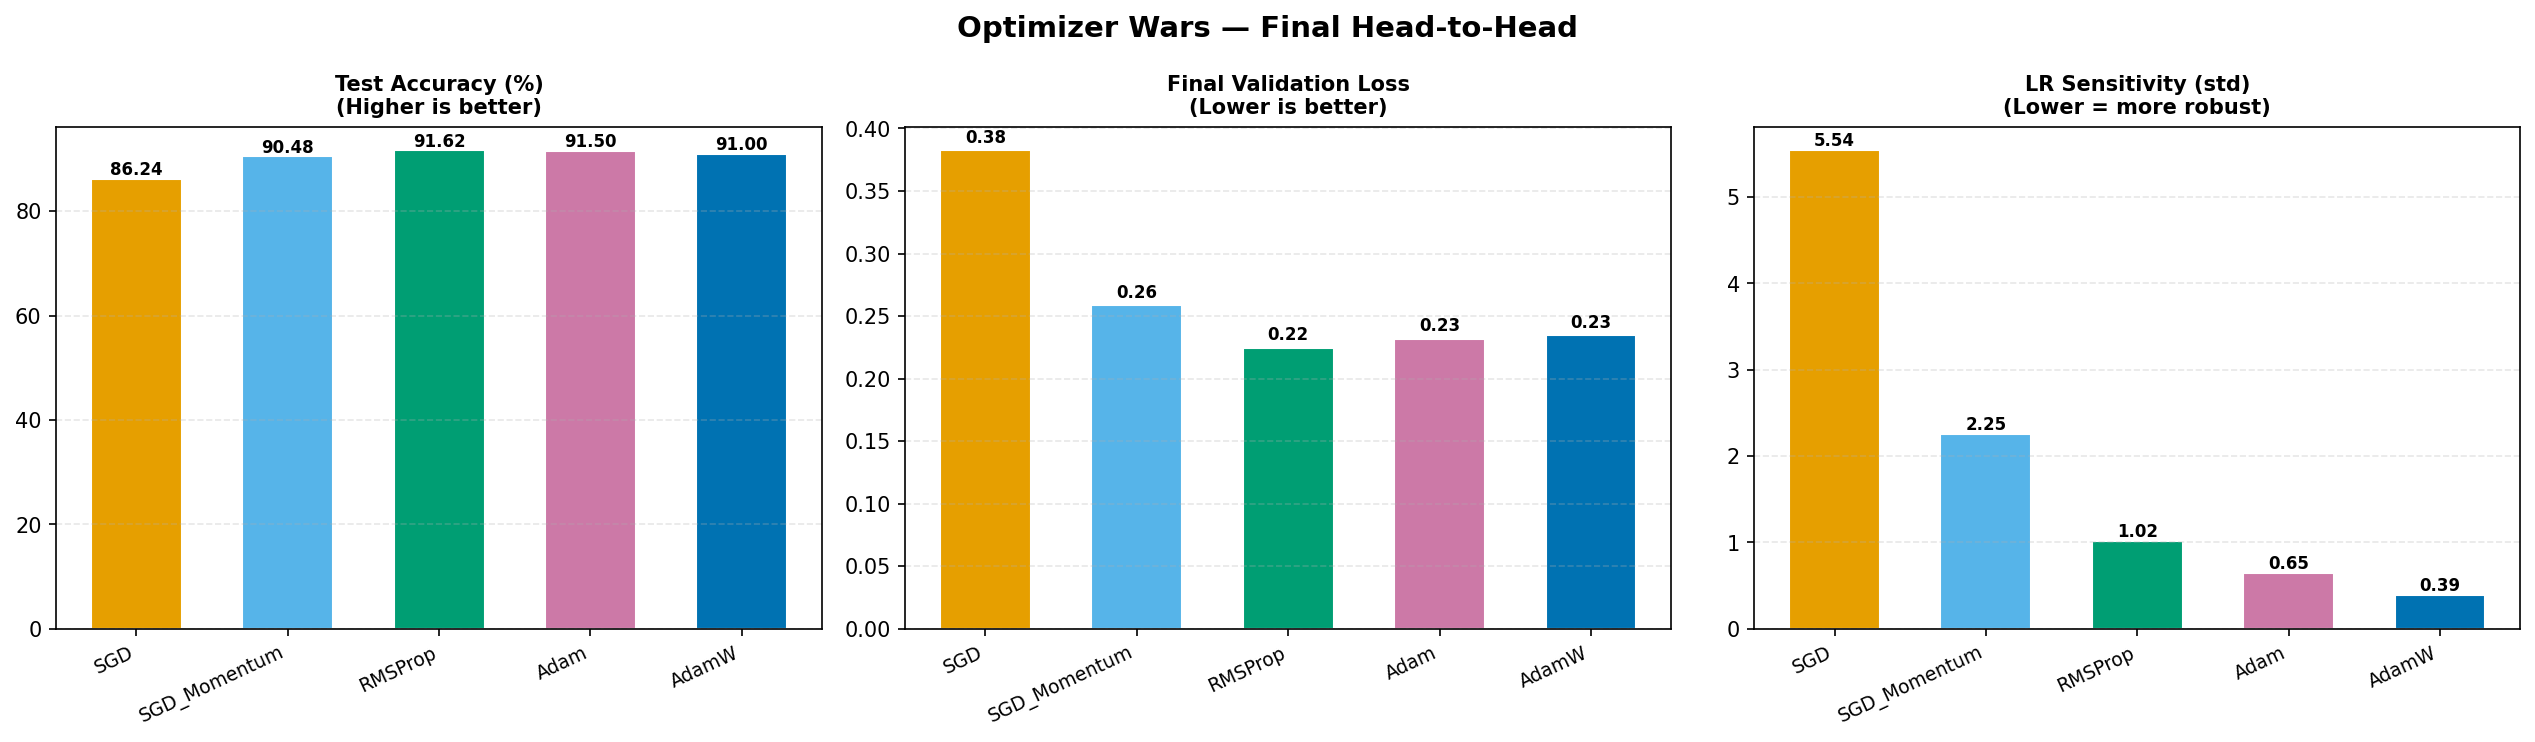 Optimizer Wars — Final Head-to-Head
Test Accuracy (%)
(Higher is better)
86.24
90.48
91.62
91.50
91.00
80
60
40
20
0
SGD
SGD_Momentum
RMSProp
Adam
AdamW
Final Validation Loss
(Lower is better)
0.40
0.35
0.30
0.25
0.20
0.15
0.10
0.05
0.00
0.38
0.26
0.22
0.23
0.23
SGD
SGD_Momentum
RMSProp
Adam
AdamW
LR Sensitivity (std)
(Lower = more robust)
5
4
3
2
1
0
5.54
2.25
1.02
0.65
0.39
SGD
SGD_Momentum
RMSProp
Adam
AdamW